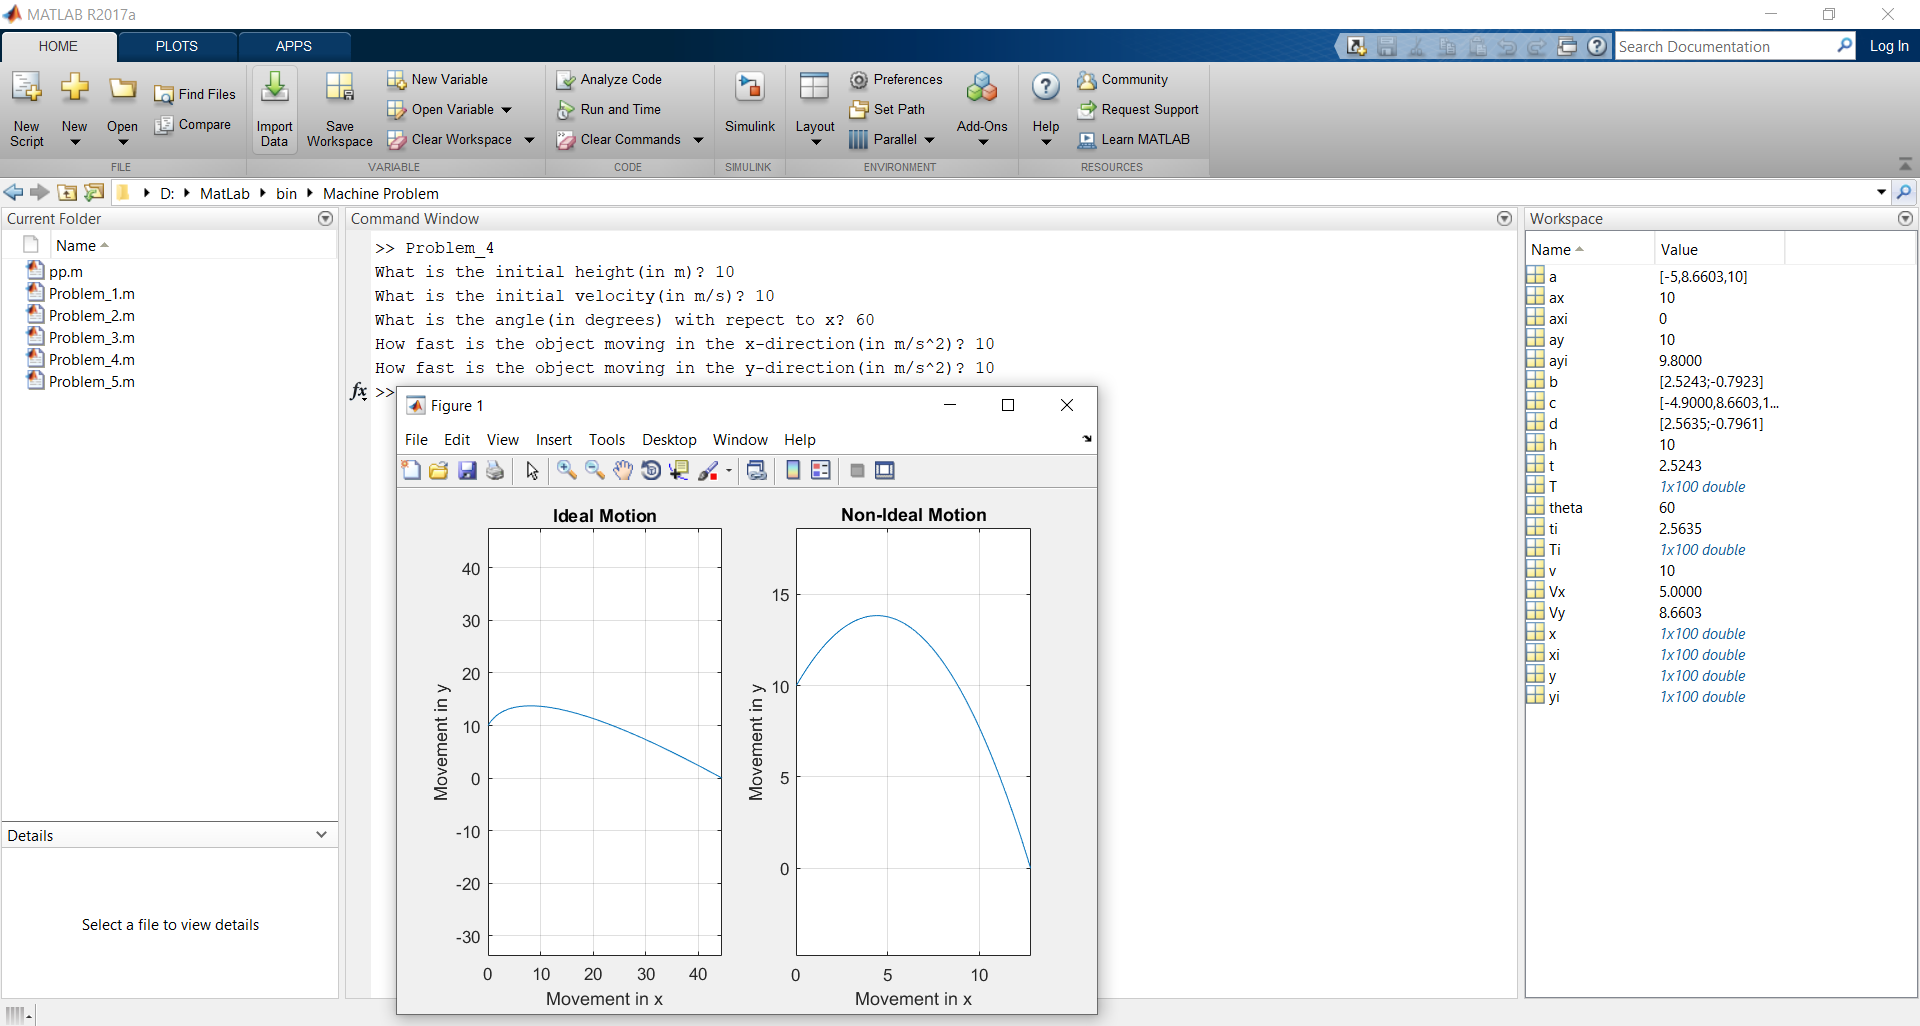 MATLAB R2017a
HOME
PLOTS
APPS
Search Documentation
Log In
New Script
New
Open
Find Files
Compare
Import Data
Save Workspace
New Variable
Open Variable
Clear Workspace
Analyze Code
Run and Time
Clear Commands
Simulink
Layout
Preferences
Set Path
Parallel
Add-Ons
Help
Community
Request Support
Learn MATLAB
FILE
VARIABLE
CODE
SIMULINK
ENVIRONMENT
RESOURCES
D: MatLab bin Machine Problem
Current Folder
Name
pp.m
Problem_1.m
Problem_2.m
Problem_3.m
Problem_4.m
Problem_5.m
Details
Select a file to view details
Command Window
>> Problem_4
What is the initial height(in m)? 10
What is the initial velocity(in m/s)? 10
What is the angle(in degrees) with repect to x? 60
How fast is the object moving in the x-direction(in m/s^2)? 10
How fast is the object moving in the y-direction(in m/s^2)? 10
fx >>
Figure 1
File Edit View Insert Tools Desktop Window Help
Ideal Motion
Movement in y
40
30
20
10
0
-10
-20
-30
0 10 20 30 40
Movement in x
Non-Ideal Motion
Movement in y
15
10
5
0
0 5 10
Movement in x
Workspace
Name Value
a [-5,8.6603,10]
ax 10
axi 0
ay 10
ayi 9.8000
b [2.5243;-0.7923]
c [-4.9000,8.6603,1...
d [2.5635;-0.7961]
h 10
t 2.5243
T 1x100 double
theta 60
ti 2.5635
Ti 1x100 double
v 10
Vx 5.0000
Vy 8.6603
x 1x100 double
xi 1x100 double
y 1x100 double
yi 1x100 double